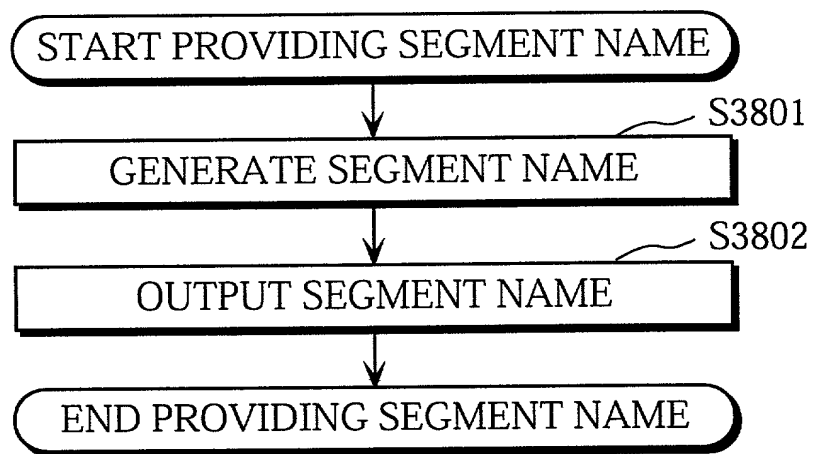 START PROVIDING SEGMENT NAME
S3801
GENERATE SEGMENT NAME
S3802
OUTPUT SEGMENT NAME
END PROVIDING SEGMENT NAME